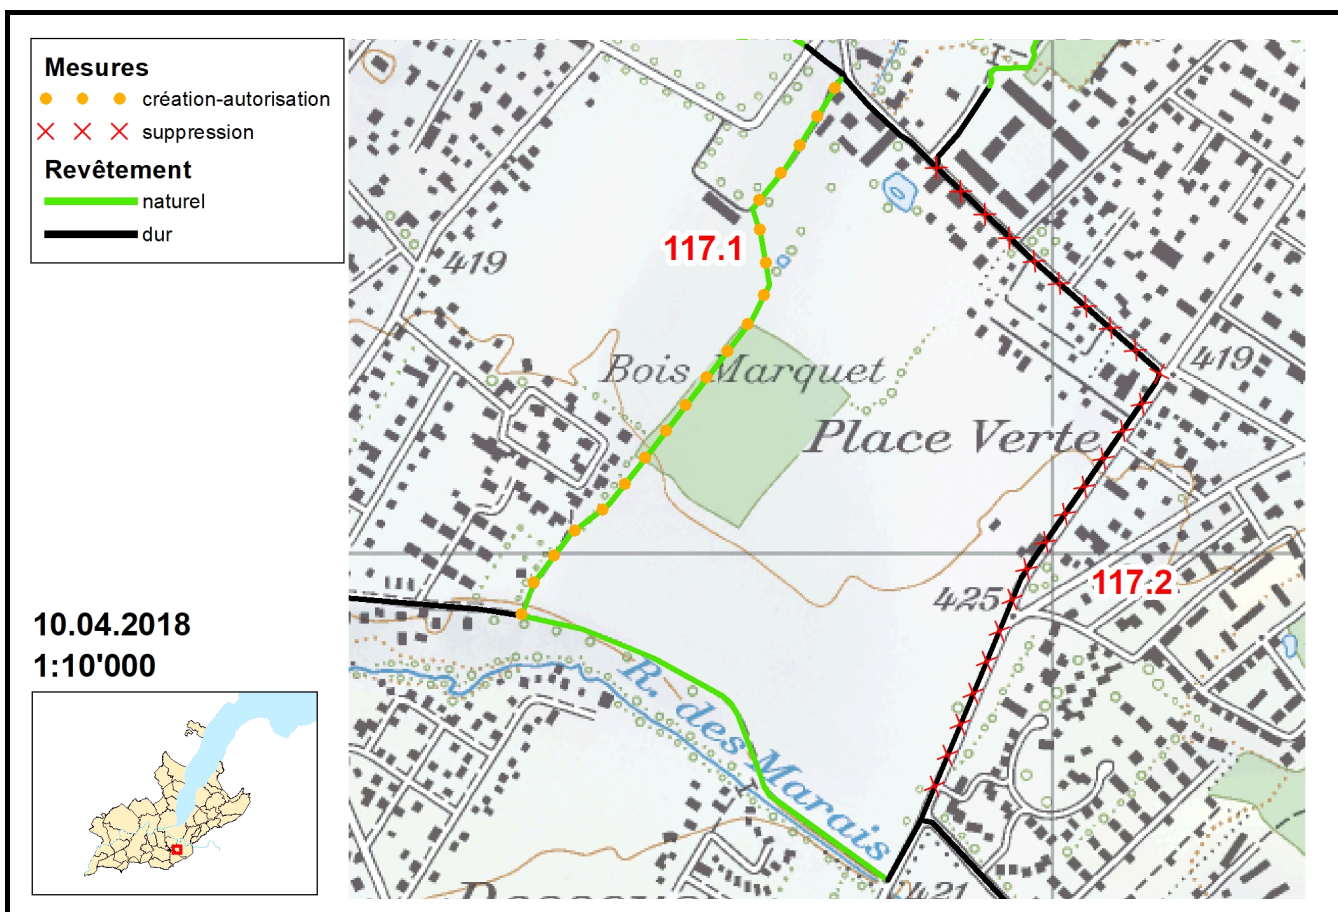 Mesures
création-autorisation
suppression
Revêtement
naturel
dur
10.04.2018
1:10'000
117.1
419
Bois Marquet
419
Place Verte
425
117.2
R. des Marais
421